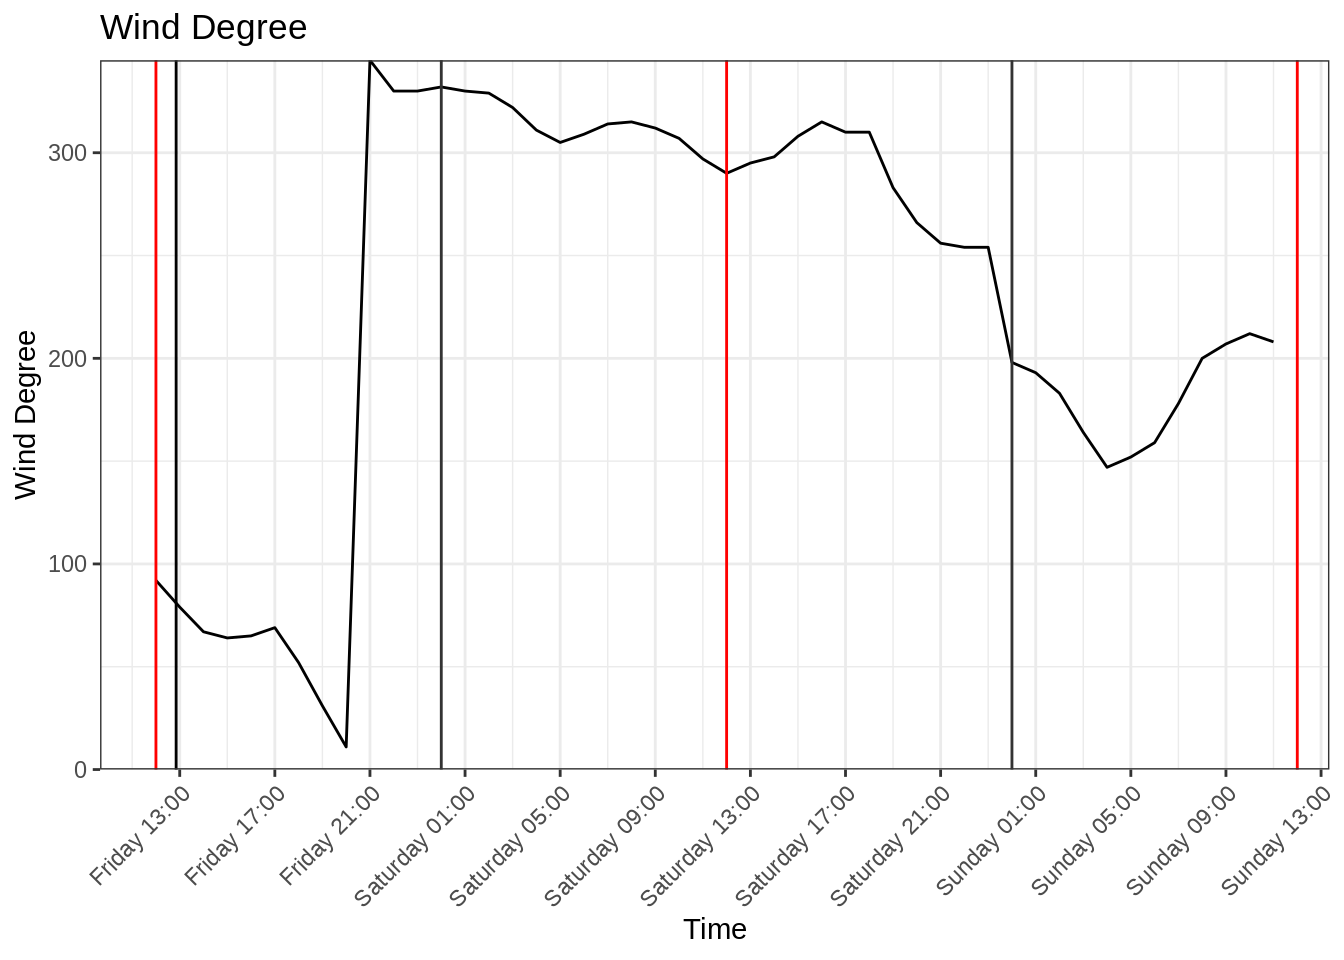 Wind Degree
Wind Degree
300
200
100
0
Friday 13:00
Friday 17:00
Friday 21:00
Saturday 01:00
Saturday 05:00
Saturday 09:00
Saturday 13:00
Saturday 17:00
Saturday 21:00
Sunday 01:00
Sunday 05:00
Sunday 09:00
Sunday 13:00
Time